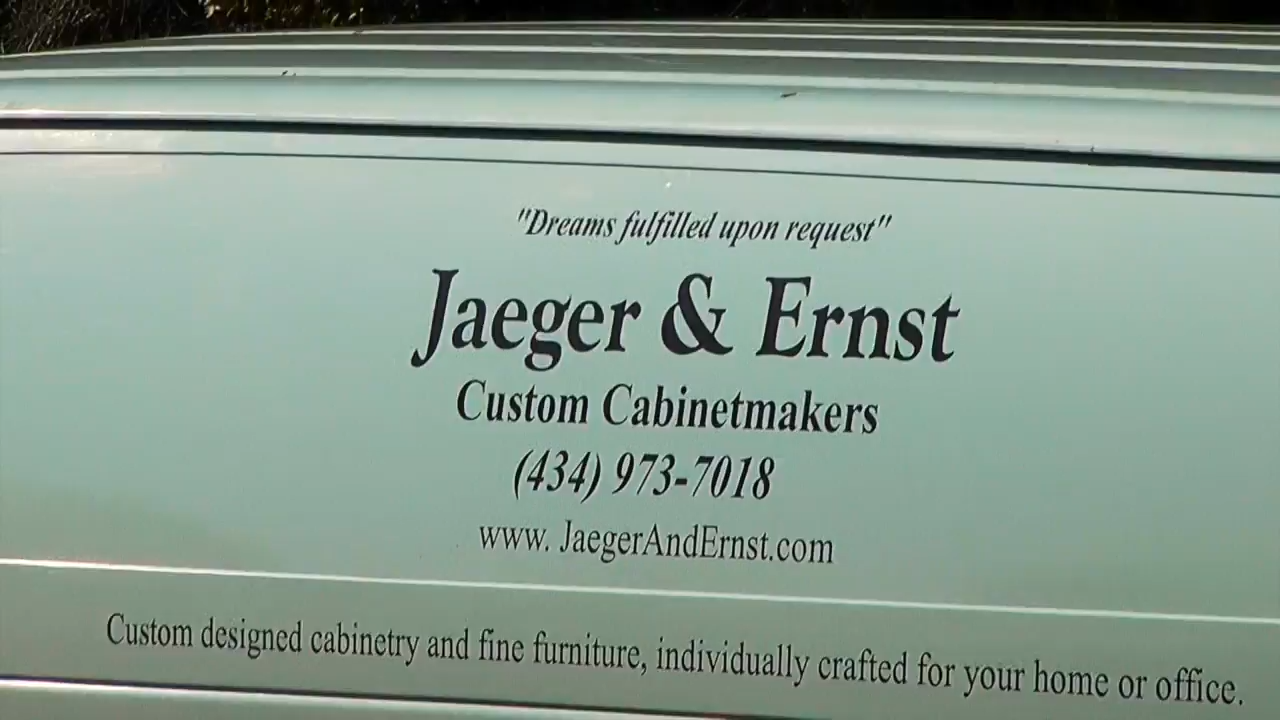 "Dreams fulfilled upon request"
Jaeger & Ernst
Custom Cabinetmakers
(434) 973-7018
www. JaegerAndErnst.com
Custom designed cabinetry and fine furniture, individually crafted for your home or office.